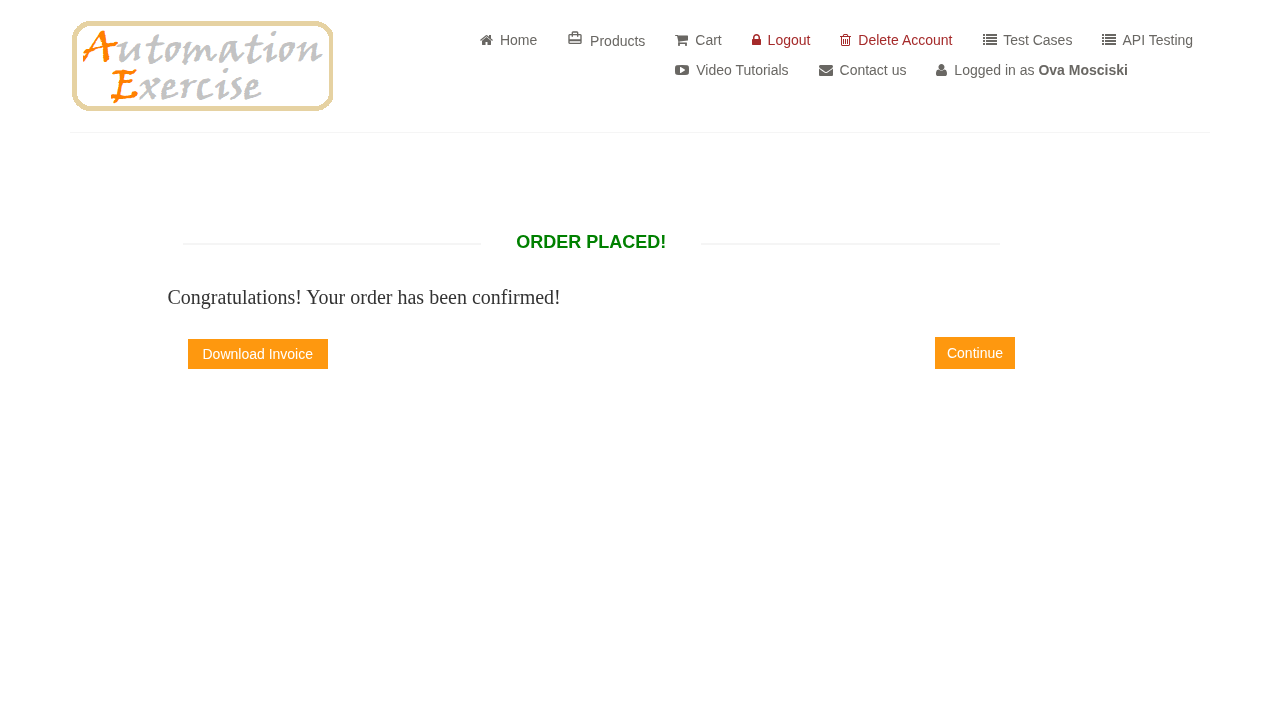 Automation
Exercise
Home Products Cart Logout Delete Account Test Cases API Testing
Video Tutorials Contact us Logged in as Ova Mosciski
ORDER PLACED!
Congratulations! Your order has been confirmed!
Download Invoice Continue